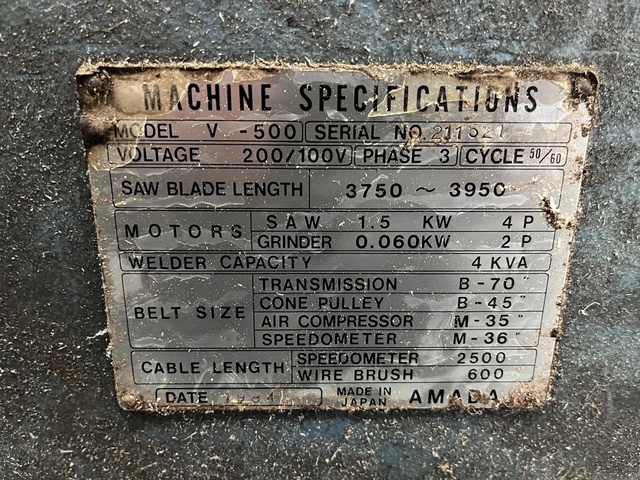 MACHINE SPECIFICATIONS
MODEL V -500 SERIAL NO. 211521
VOLTAGE 200/100V PHASE 3 CYCLE 50/60
SAW BLADE LENGTH 3750 ~ 3950
MOTORS SAW 1.5 KW 4 P
GRINDER 0.060KW 2 P
WELDER CAPACITY 4 KVA
BELT SIZE TRANSMISSION B-70"
CONE PULLEY B-45"
AIR COMPRESSOR M-35"
SPEEDOMETER M-36"
CABLE LENGTH SPEEDOMETER 2500
WIRE BRUSH 600
DATE 1984 MADE IN JAPAN AMADA